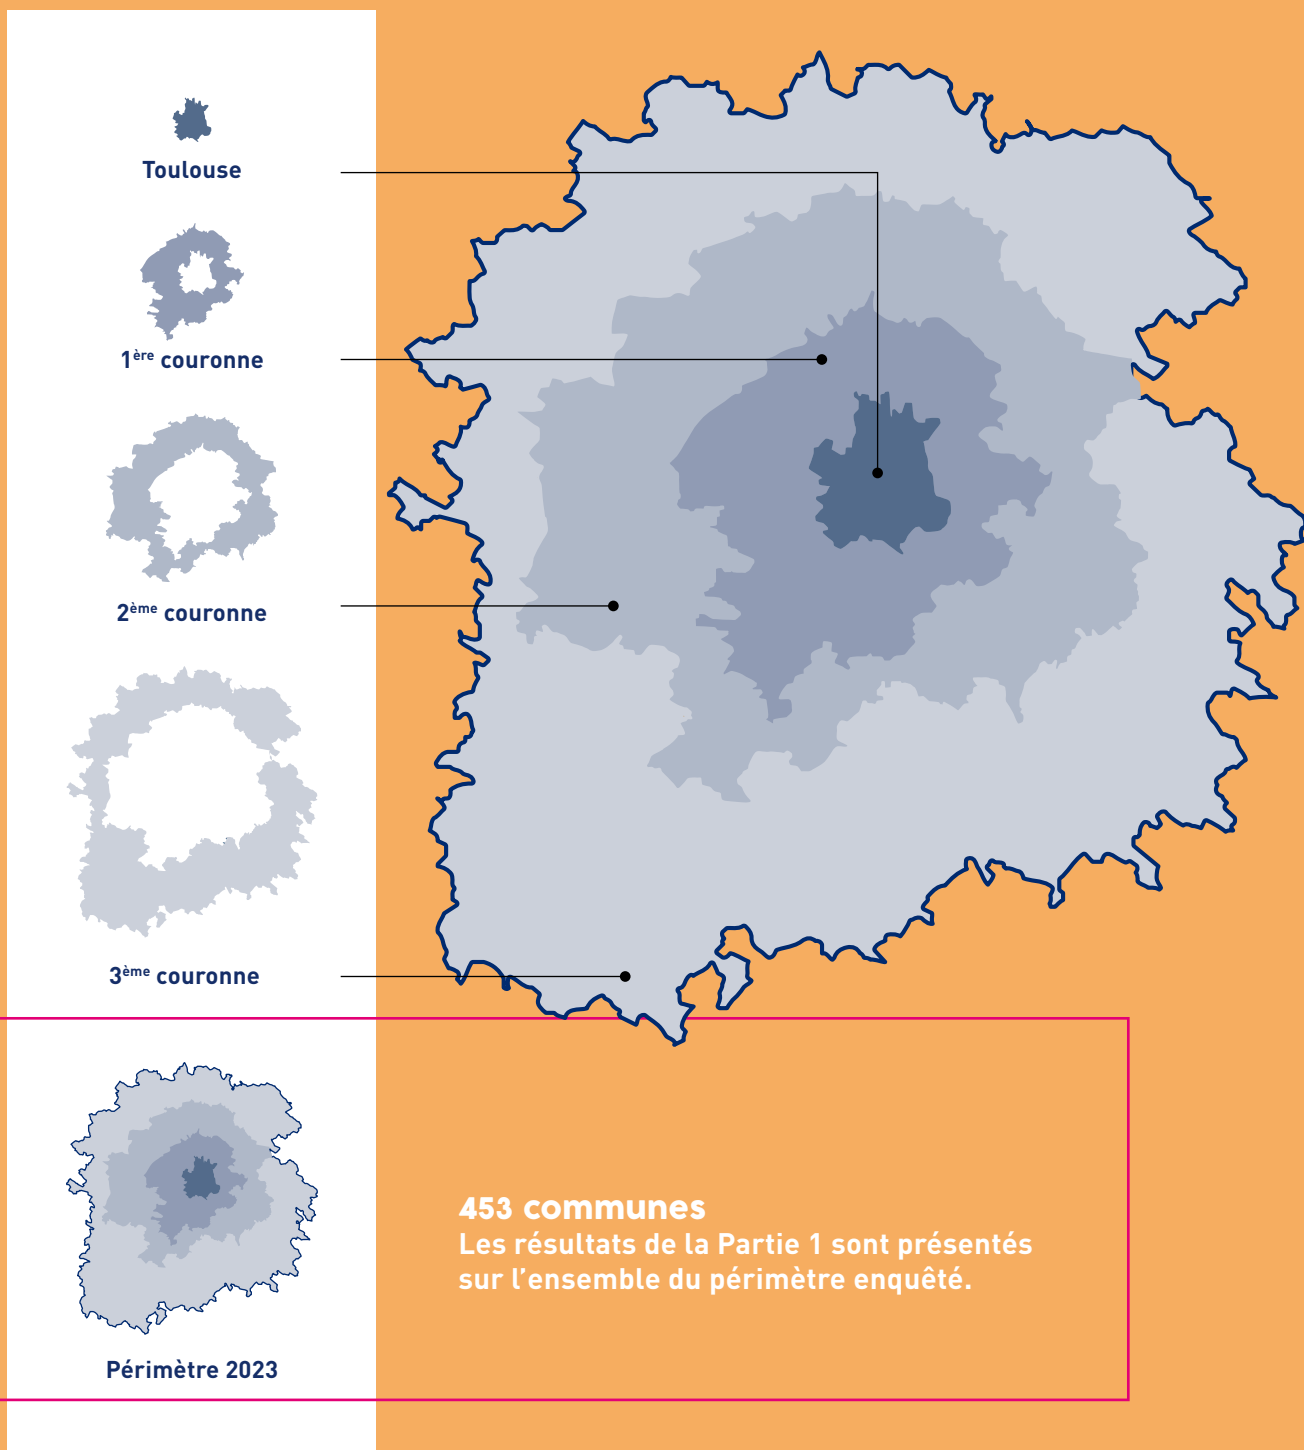 Toulouse
1ère couronne
2ème couronne
3ème couronne
Périmètre 2023
453 communes
Les résultats de la Partie 1 sont présentés
sur l'ensemble du périmètre enquêté.